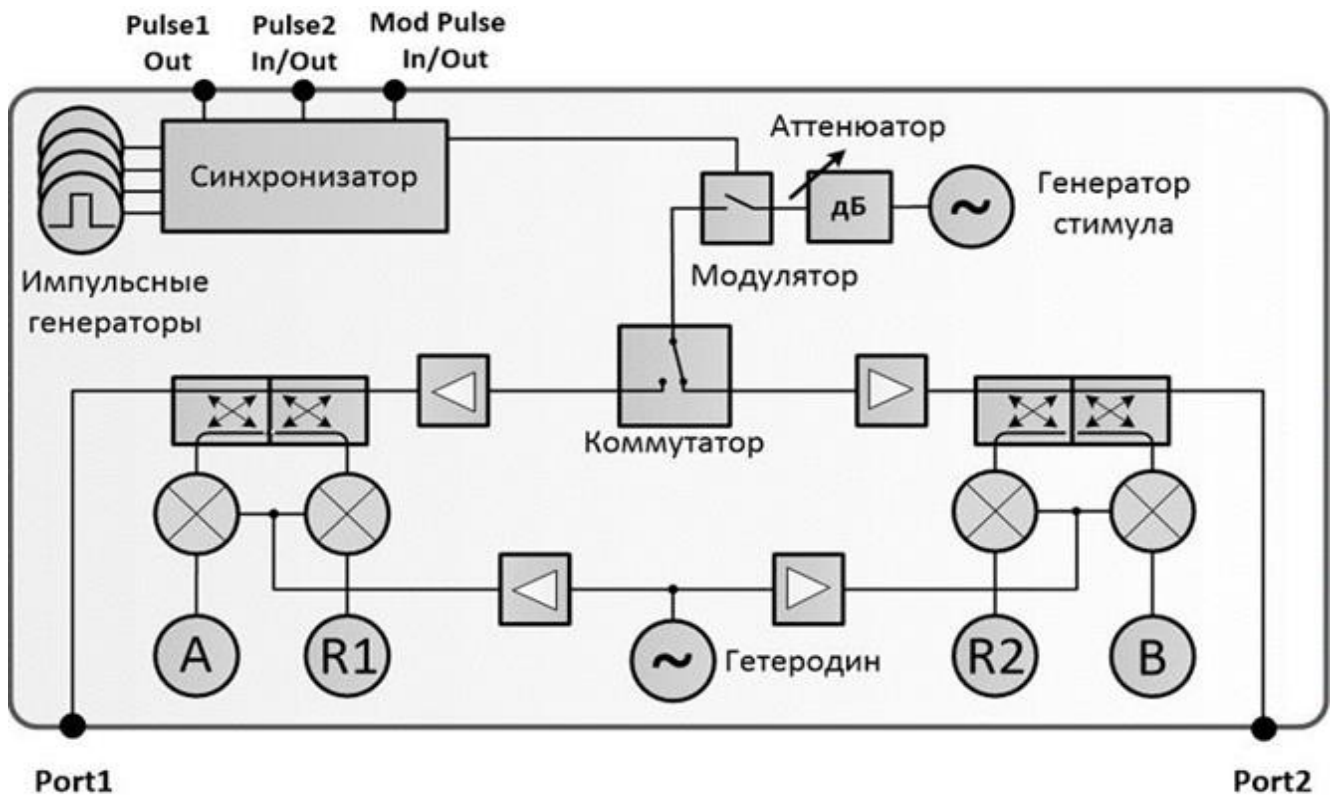 Pulse1
Out
Pulse2
In/Out
Mod Pulse
In/Out
Синхронизатор
Импульсные
генераторы
Аттенюатор
дБ
Генератор
стимула
Модулятор
Коммутатор
A
R1
Гетеродин
R2
B
Port1
Port2